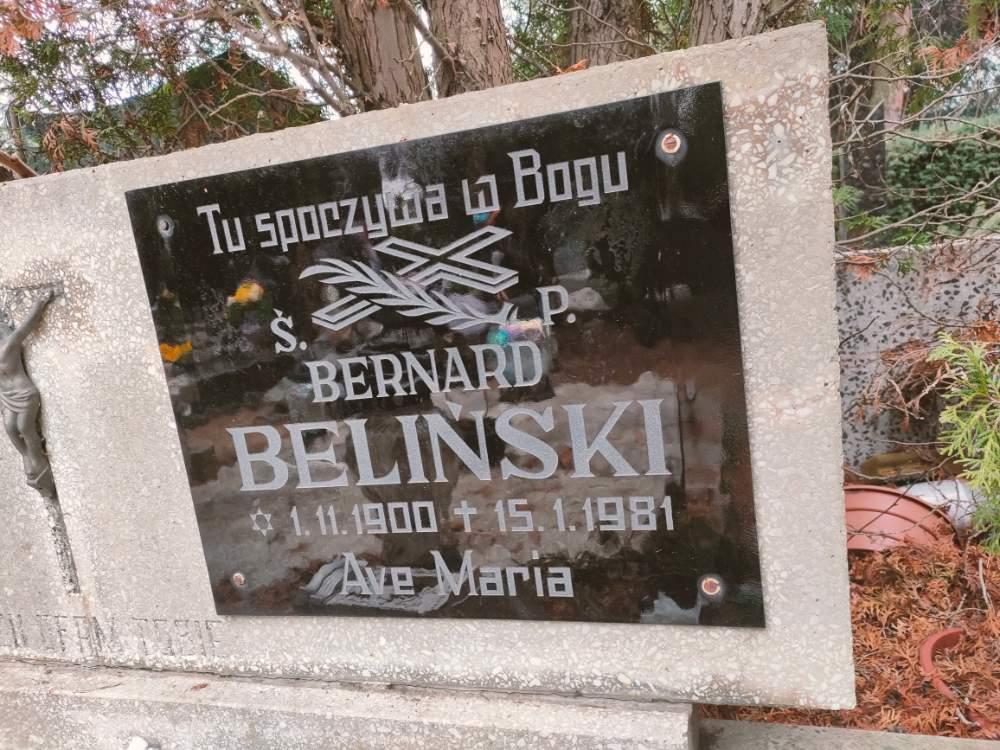 Tu spoczywa w Bogu
Ś. P.
BERNARD
BELIŃSKI
✡ 1.11.1900 ✝ 15.1.1981
Ave Maria